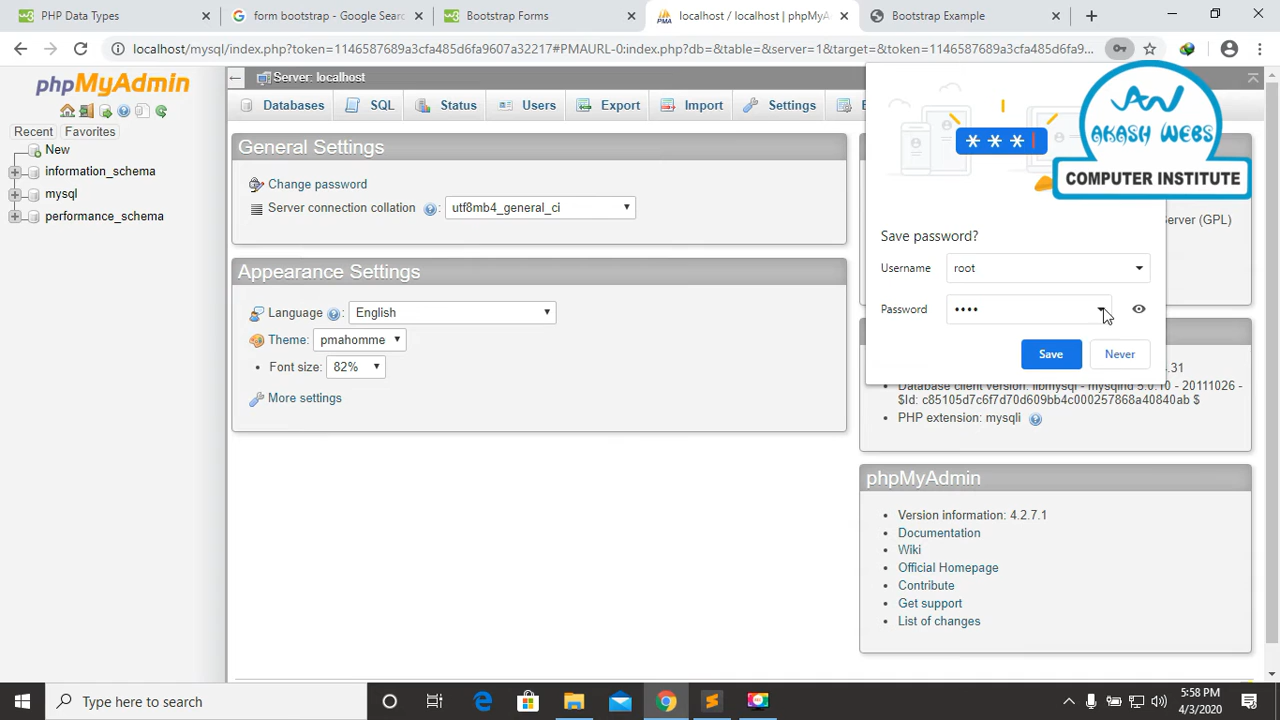 PHP Data Types
form bootstrap - Google Sear
Bootstrap Forms
localhost / localhost | phpMyA
Bootstrap Example
localhost/mysql/index.php?token=1146587689a3cfa485d6fa9607a32217#PMAURL-0:index.php?db=&table=&server=1&target=&token=1146587689a3cfa485d6fa9607a3...
phpMyAdmin
Recent
Favorites
New
information_schema
mysql
performance_schema
Server: localhost
Databases
SQL
Status
Users
Export
Import
Settings
General Settings
Change password
Server connection collation
utf8mb4_general_ci
Appearance Settings
Language
English
Theme:
pmahomme
Font size:
82%
More settings
* * *
AW
AKASH WEBS
COMPUTER INSTITUTE
Server (GPL)
Save password?
Username
root
Password
••••
Save
Never
.31
Database client version: libmysql - mysqlnd 5.0.10 - 20111026 -
$Id: c85105d7c6f7d70d609bb4c000257868a40840ab $
PHP extension: mysqli
phpMyAdmin
Version information: 4.2.7.1
Documentation
Wiki
Official Homepage
Contribute
Get support
List of changes
Type here to search
5:58 PM
4/3/2020